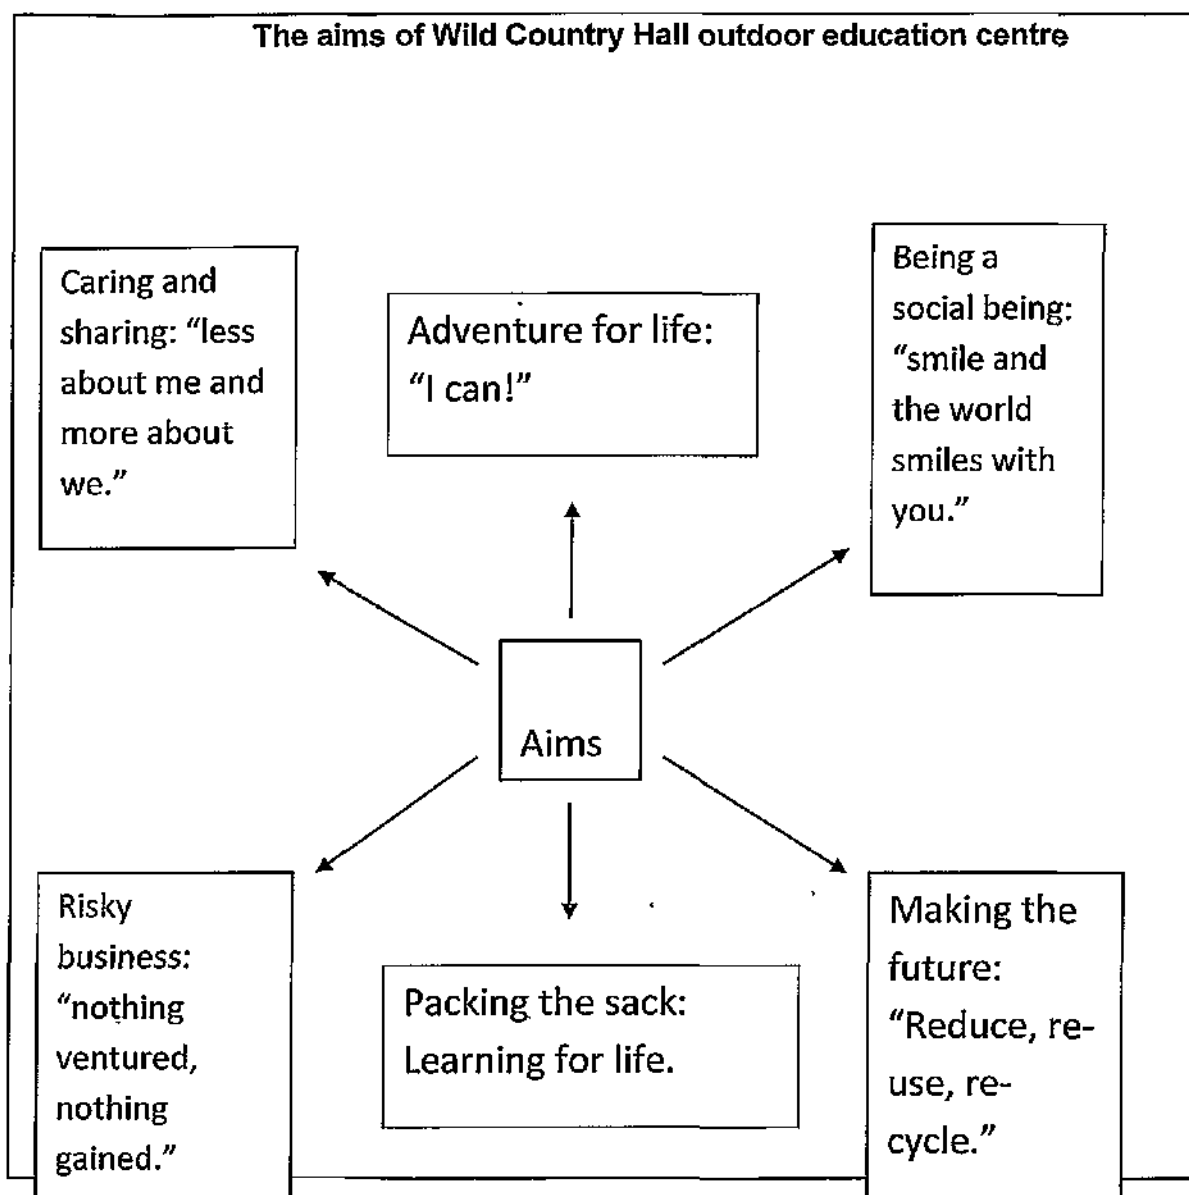 The aims of Wild Country Hall outdoor education centre
Caring and
sharing: “less
about me and
more about
we.”
Adventure for life:
“I can!”
Being a
social being:
“smile and
the world
smiles with
you.”
Aims
Risky
business:
“nothing
ventured,
nothing
gained.”
Packing the sack:
Learning for life.
Making the
future:
“Reduce, re-
use, re-
cycle.”